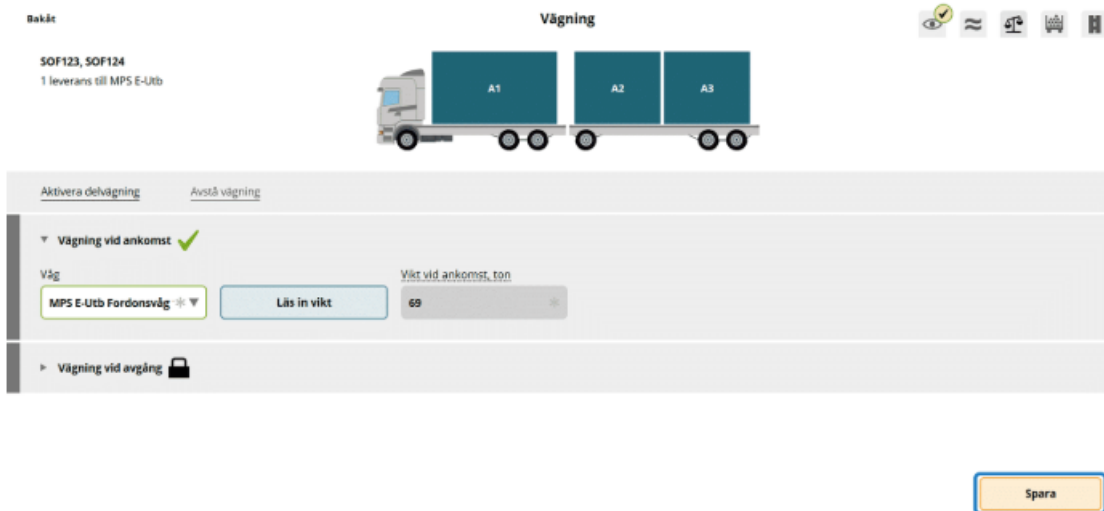 Bakåt
Vägning
SOF123, SOF124
1 leverans till MPS E-Utb
A1
A2
A3
Aktivera delvägning
Avstå vägning
Vägning vid ankomst
Våg
Vikt vid ankomst, ton
MPS E-Utb Fordonsvåg
Läs in vikt
69
Vägning vid avgång
Spara